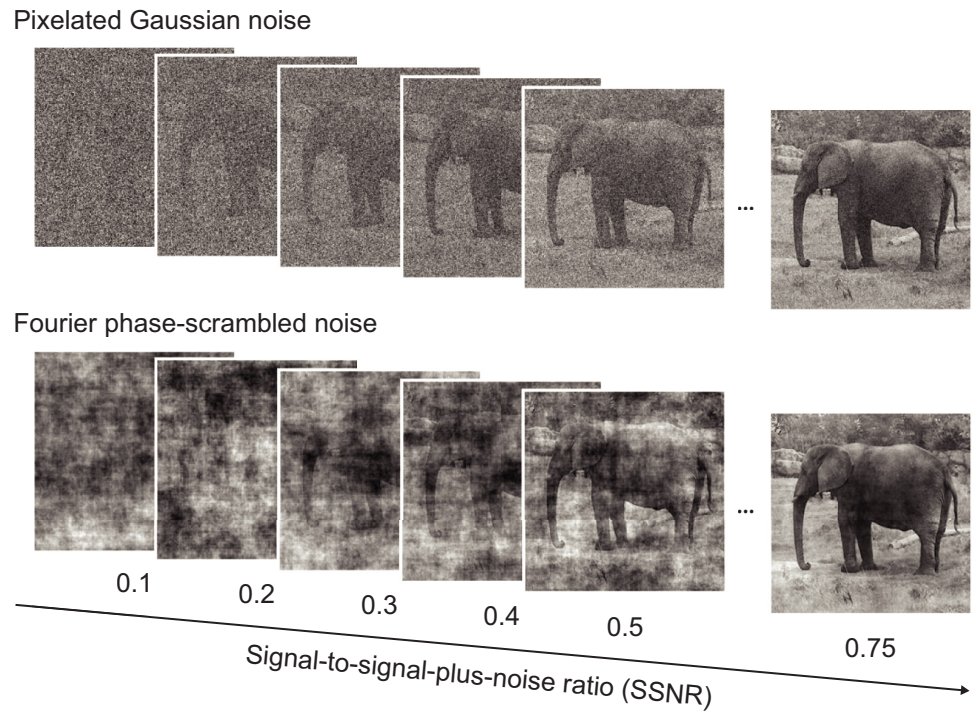 Pixelated Gaussian noise
...
Fourier phase-scrambled noise
...
0.1
0.2
0.3
0.4
0.5
0.75
Signal-to-signal-plus-noise ratio (SSNR)